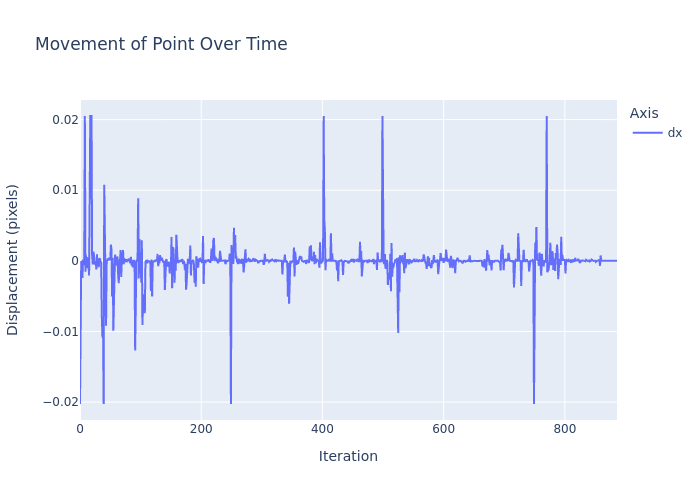 Movement of Point Over Time
Axis
dx
Displacement (pixels)
0.02
0.01
0
−0.01
−0.02
0
200
400
600
800
Iteration